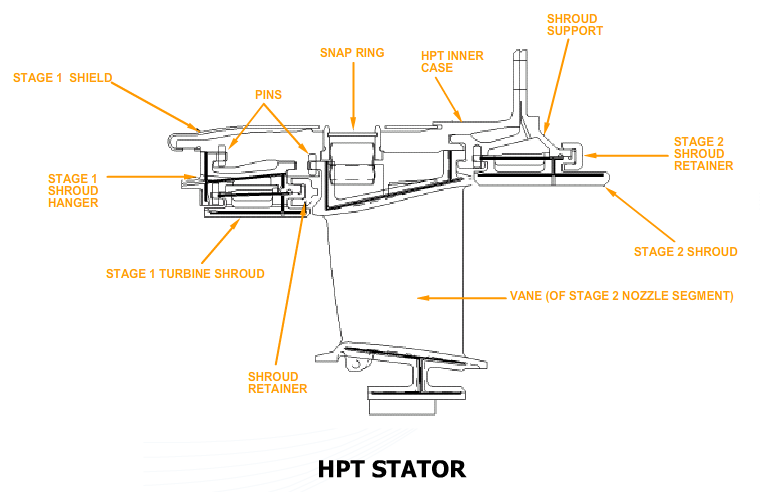 SHROUD
SUPPORT
SNAP RING
HPT INNER
CASE
STAGE 1 SHIELD
PINS
STAGE 2
SHROUD
RETAINER
STAGE 1
SHROUD
HANGER
STAGE 2 SHROUD
STAGE 1 TURBINE SHROUD
VANE (OF STAGE 2 NOZZLE SEGMENT)
SHROUD
RETAINER
HPT STATOR